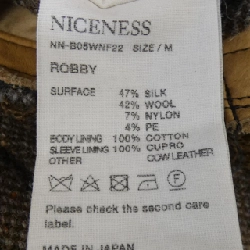 NICENESS
NN-B05WNF22 SIZE / M
ROBBY
SURFACE 47% SILK
42% WOOL
7% NYLON
4% PE
BODY LINING 100% COTTON
SLEEVE LINING 100% CUPRO
OTHER COW LEATHER
Please check the second care
label.
MADE IN JAPAN